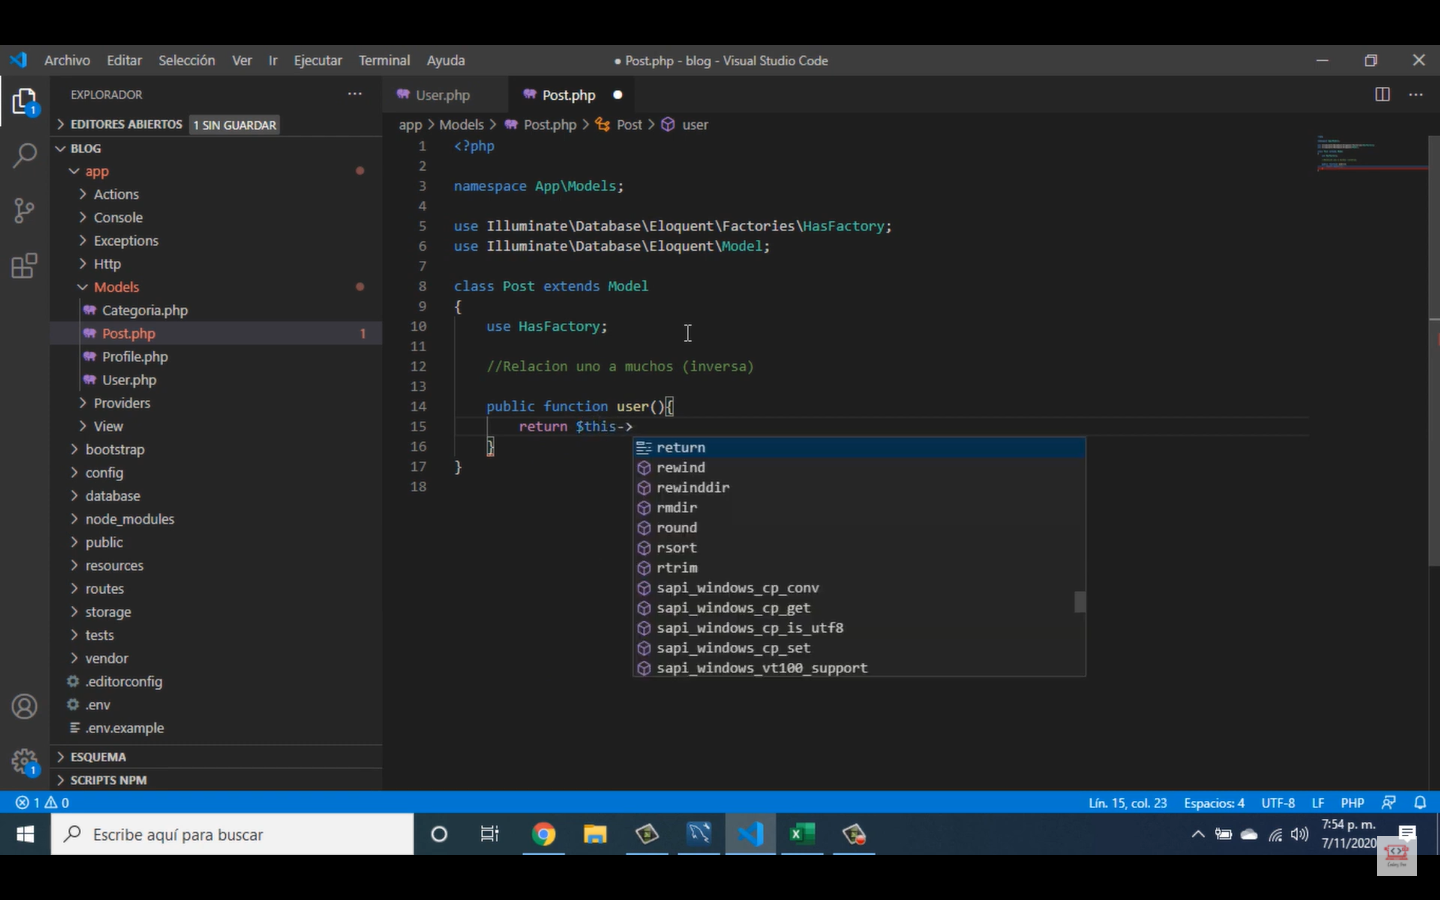 Archivo Editar Selección Ver Ir Ejecutar Terminal Ayuda
● Post.php - blog - Visual Studio Code
EXPLORADOR
EDITORES ABIERTOS 1 SIN GUARDAR
BLOG
app
Actions
Console
Exceptions
Http
Models
Categoria.php
Post.php 1
Profile.php
User.php
Providers
View
bootstrap
config
database
node_modules
public
resources
routes
storage
tests
vendor
.editorconfig
.env
.env.example
ESQUEMA
SCRIPTS NPM
1
1
User.php
Post.php ●
app > Models > Post.php > Post > user
1 <?php
2
3 namespace App\Models;
4
5 use Illuminate\Database\Eloquent\Factories\HasFactory;
6 use Illuminate\Database\Eloquent\Model;
7
8 class Post extends Model
9 {
10 use HasFactory;
11
12 //Relacion uno a muchos (inversa)
13
14 public function user(){
15 return $this->
16 }
17 }
18
return
rewind
rewinddir
rmdir
round
rsort
rtrim
sapi_windows_cp_conv
sapi_windows_cp_get
sapi_windows_cp_is_utf8
sapi_windows_cp_set
sapi_windows_vt100_support
1 0
Lín. 15, col. 23 Espacios: 4 UTF-8 LF PHP
Escribe aquí para buscar
7:54 p. m.
7/11/2020